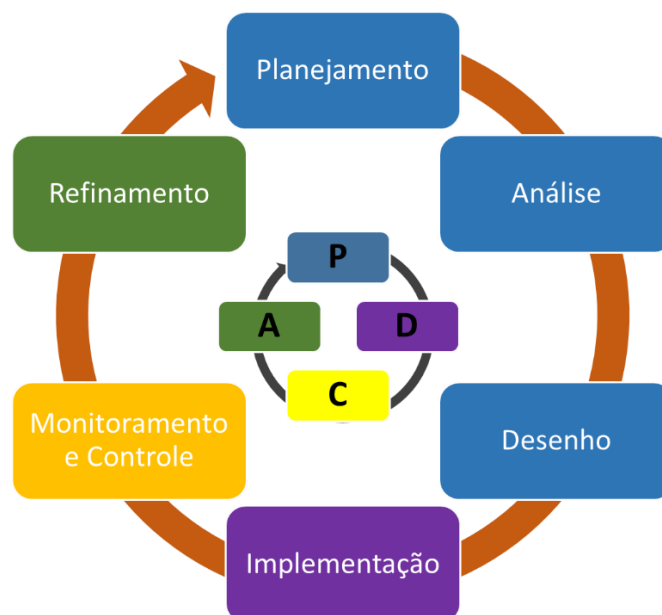 Planejamento
Análise
Desenho
Implementação
Monitoramento
e Controle
Refinamento
P
D
C
A